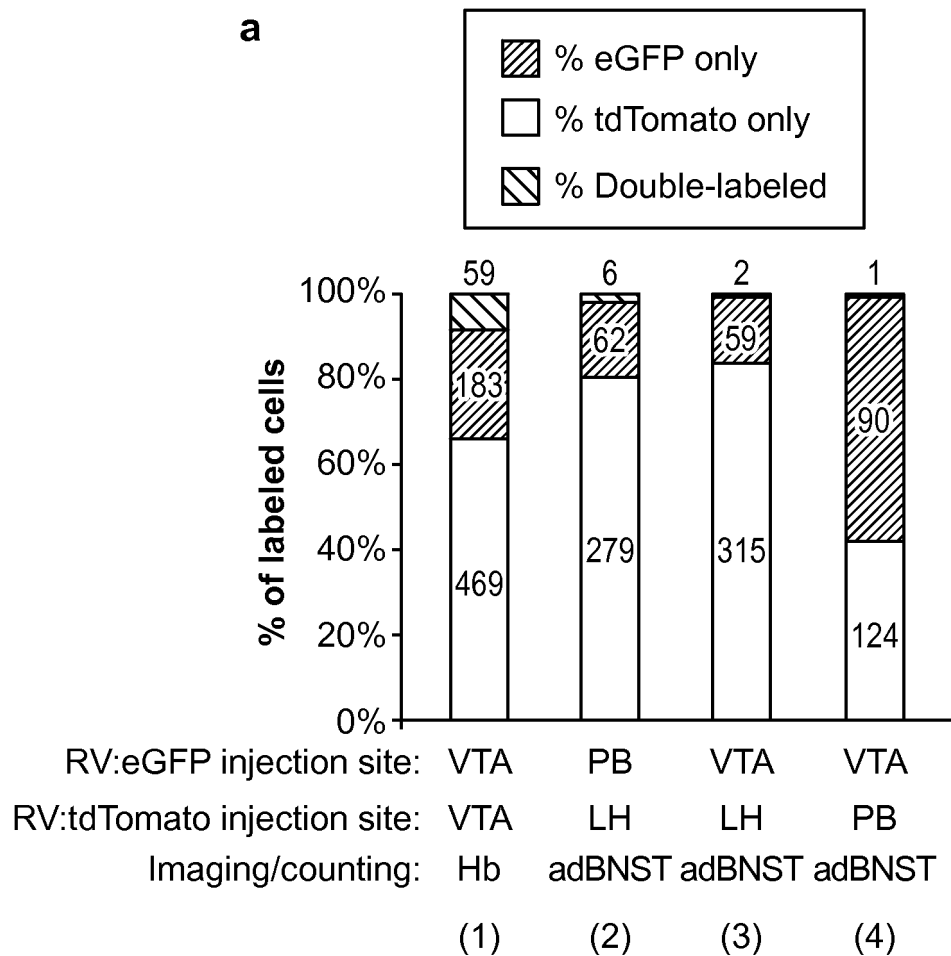 a
% eGFP only
% tdTomato only
% Double-labeled
59 6 2 1
100%
80%
60%
40%
20%
0%
% of labeled cells
183 62 59 90
469 279 315 124
RV:eGFP injection site: VTA PB VTA VTA
RV:tdTomato injection site: VTA LH LH PB
Imaging/counting: Hb adBNST adBNST adBNST
(1) (2) (3) (4)